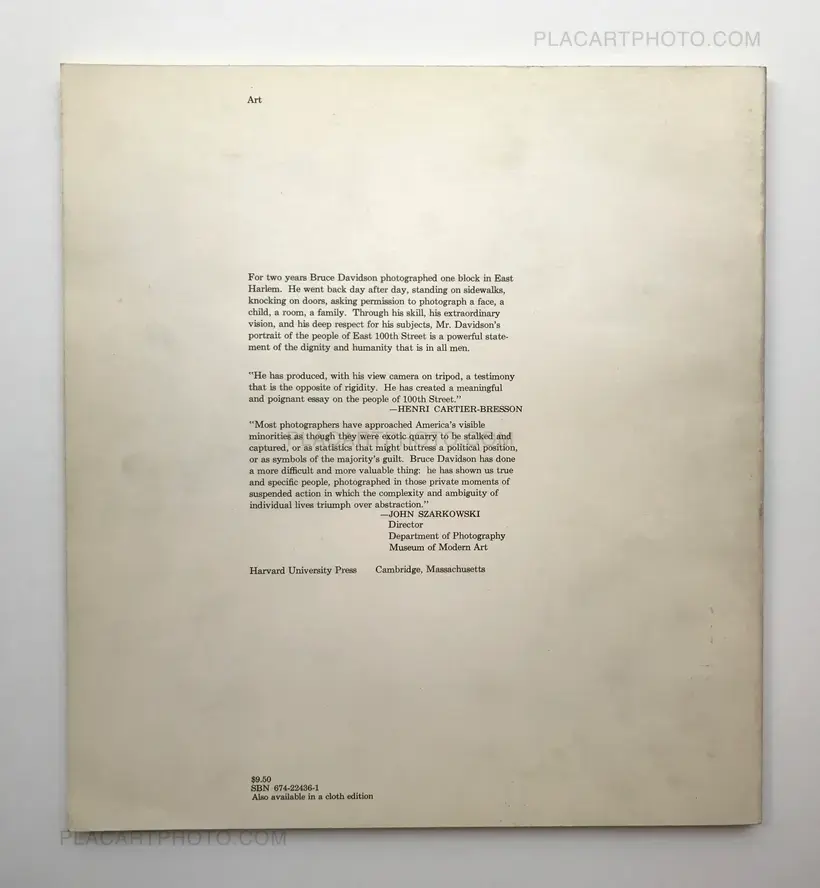 PLACARTPHOTO.COM
Art
For two years Bruce Davidson photographed one block in East
Harlem. He went back day after day, standing on sidewalks,
knocking on doors, asking permission to photograph a face, a
child, a room, a family. Through his skill, his extraordinary
vision, and his deep respect for his subjects, Mr. Davidson's
portrait of the people of East 100th Street is a powerful state-
ment of the dignity and humanity that is in all men.
"He has produced, with his view camera on tripod, a testimony
that is the opposite of rigidity. He has created a meaningful
and poignant essay on the people of 100th Street."
—HENRI CARTIER-BRESSON
"Most photographers have approached America's visible
minorities as though they were exotic quarry to be stalked and
PLACARTPHOTO.COM
captured, or as statistics that might buttress a political position,
or as symbols of the majority's guilt. Bruce Davidson has done
a more difficult and more valuable thing: he has shown us true
and specific people, photographed in those private moments of
suspended action in which the complexity and ambiguity of
individual lives triumph over abstraction."
—JOHN SZARKOWSKI
Director
Department of Photography
Museum of Modern Art
Harvard University Press Cambridge, Massachusetts
$9.50
SBN 674-22436-1
Also available in a cloth edition
PLACARTPHOTO.COM